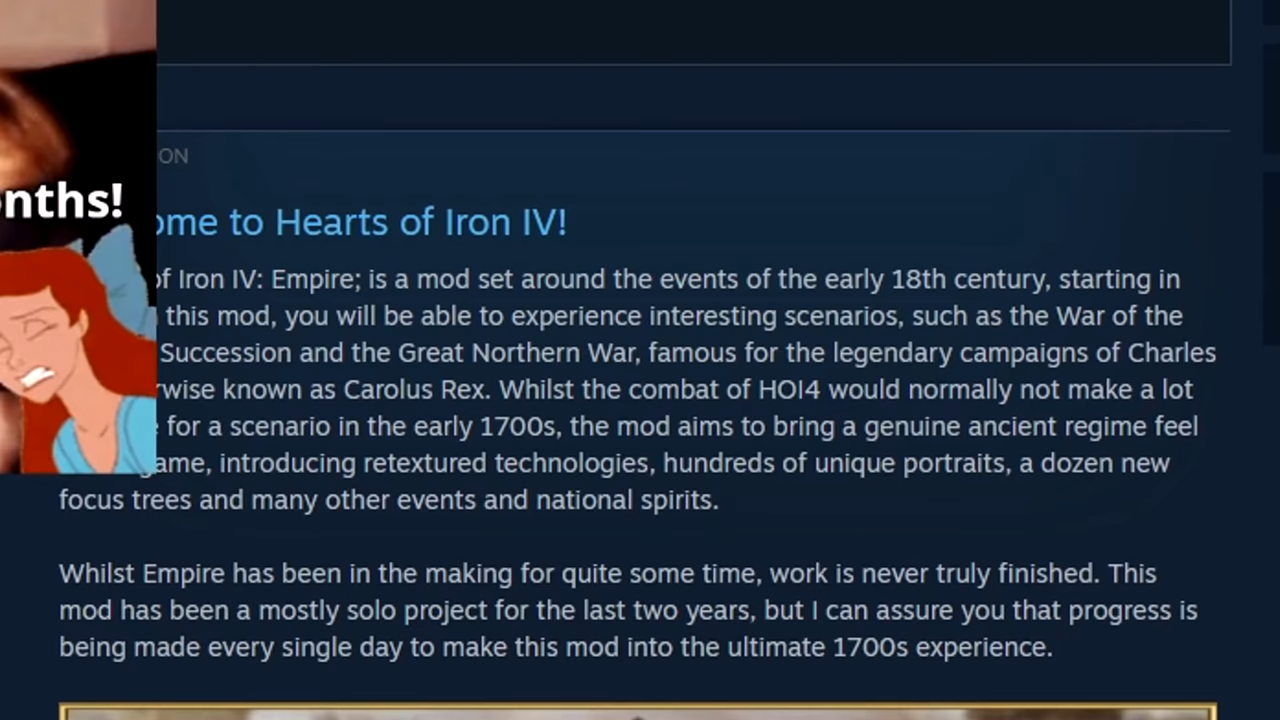 ON
onths!
ome to Hearts of Iron IV!
of Iron IV: Empire; is a mod set around the events of the early 18th century, starting in
this mod, you will be able to experience interesting scenarios, such as the War of the
Succession and the Great Northern War, famous for the legendary campaigns of Charles
rwise known as Carolus Rex. Whilst the combat of HOI4 would normally not make a lot
for a scenario in the early 1700s, the mod aims to bring a genuine ancient regime feel
game, introducing retextured technologies, hundreds of unique portraits, a dozen new
focus trees and many other events and national spirits.
Whilst Empire has been in the making for quite some time, work is never truly finished. This
mod has been a mostly solo project for the last two years, but I can assure you that progress is
being made every single day to make this mod into the ultimate 1700s experience.